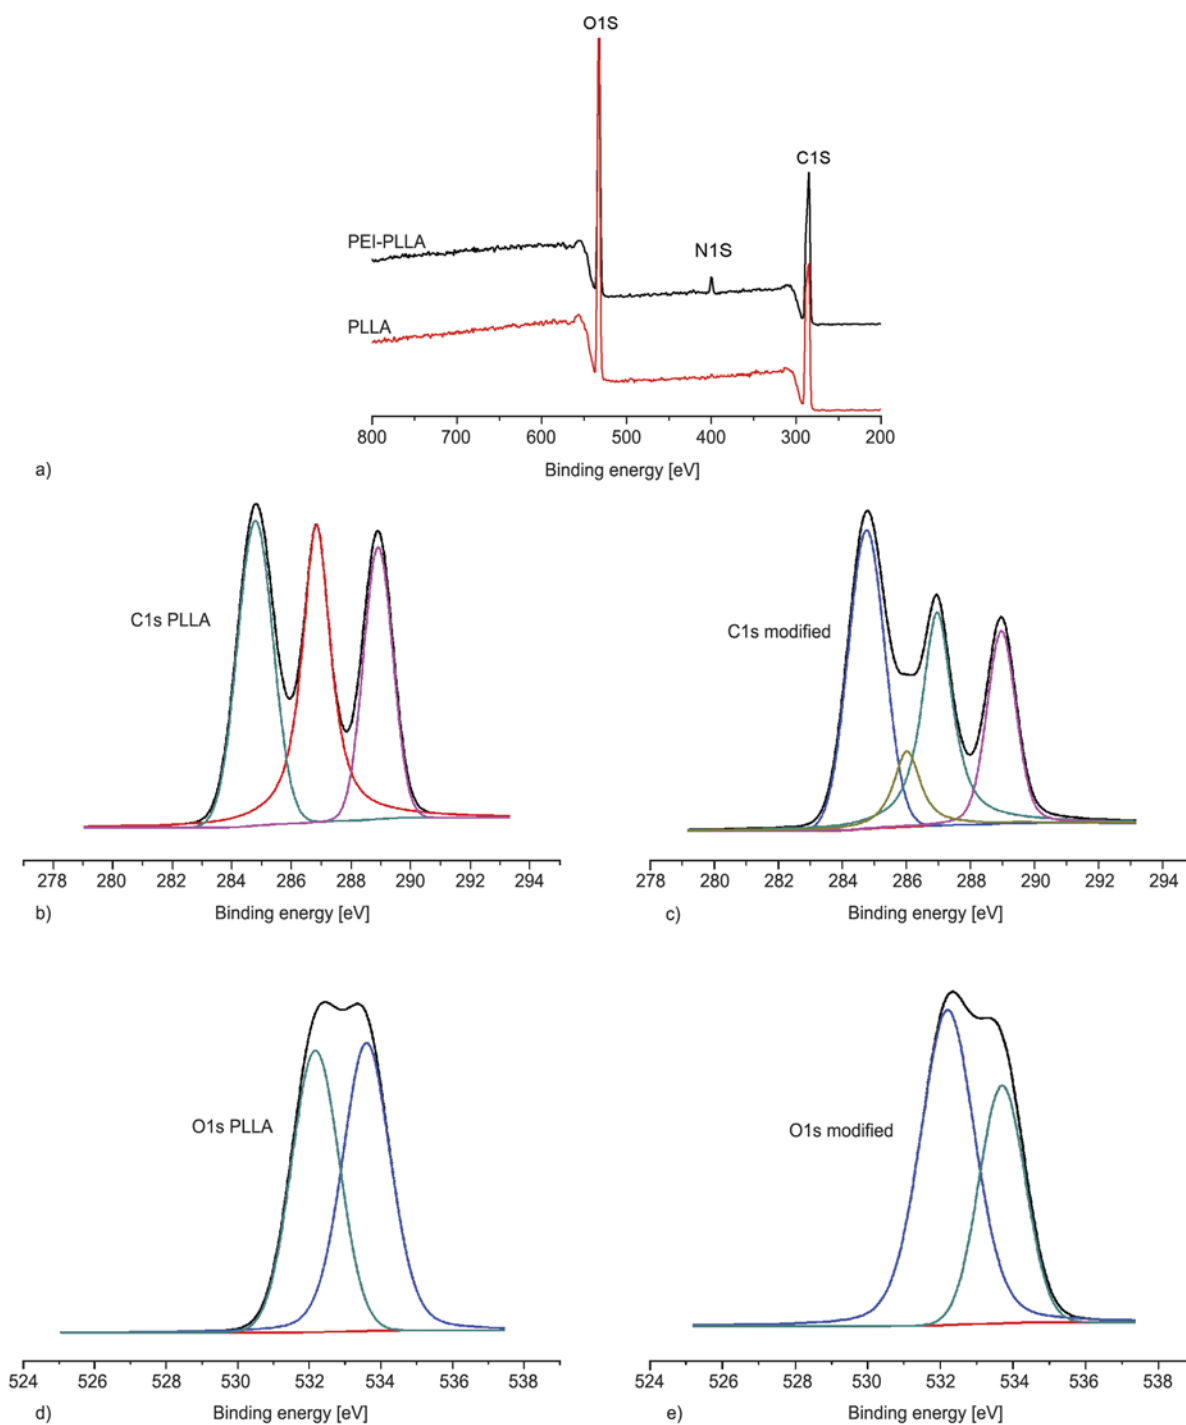 O1S
C1S
PEI-PLLA
N1S
PLLA
800 700 600 500 400 300 200
a) Binding energy [eV]
C1s PLLA
C1s modified
278 280 282 284 286 288 290 292 294
278 280 282 284 286 288 290 292 294
b) Binding energy [eV]
c) Binding energy [eV]
O1s PLLA
O1s modified
524 526 528 530 532 534 536 538
524 526 528 530 532 534 536 538
d) Binding energy [eV]
e) Binding energy [eV]